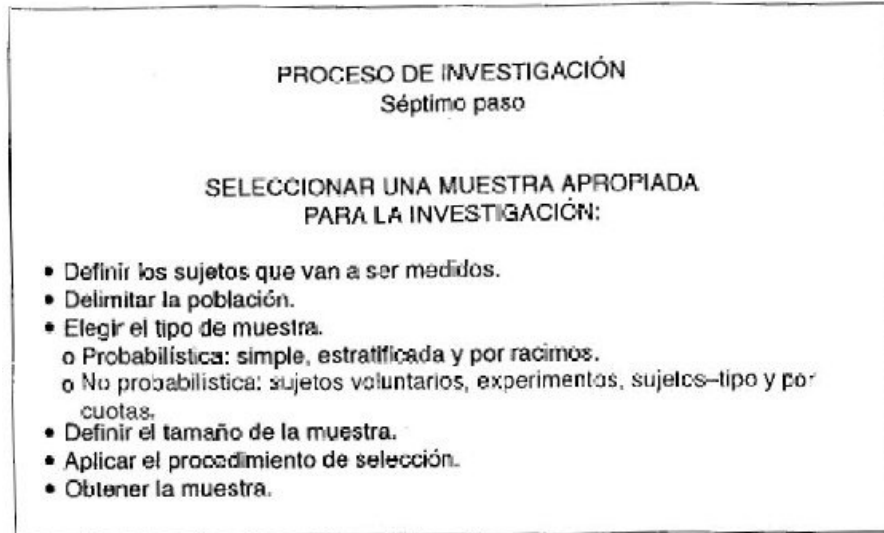 PROCESO DE INVESTIGACIÓN
Séptimo paso
SELECCIONAR UNA MUESTRA APROPIADA
PARA LA INVESTIGACIÓN:
• Definir los sujetos que van a ser medidos.
• Delimitar la población.
• Elegir el tipo de muestra.
o Probabilística: simple, estratificada y por racimos.
o No probabilística: sujetos voluntarios, experimentos, sujetos–tipo y por
cuotas.
• Definir el tamaño de la muestra.
• Aplicar el procedimiento de selección.
• Obtener la muestra.